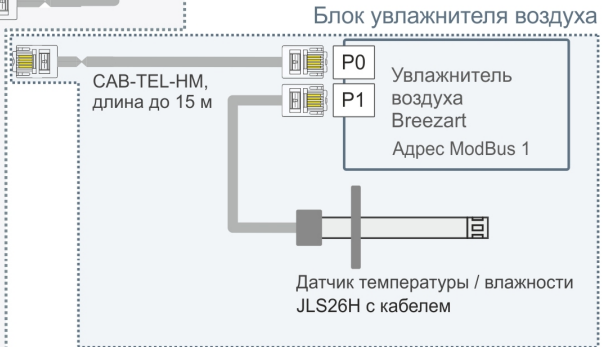 Блок увлажнителя воздуха
CAB-TEL-HM,
длина до 15 м
P0
P1
Увлажнитель
воздуха
Breezart
Адрес ModBus 1
Датчик температуры / влажности
JLS26H с кабелем